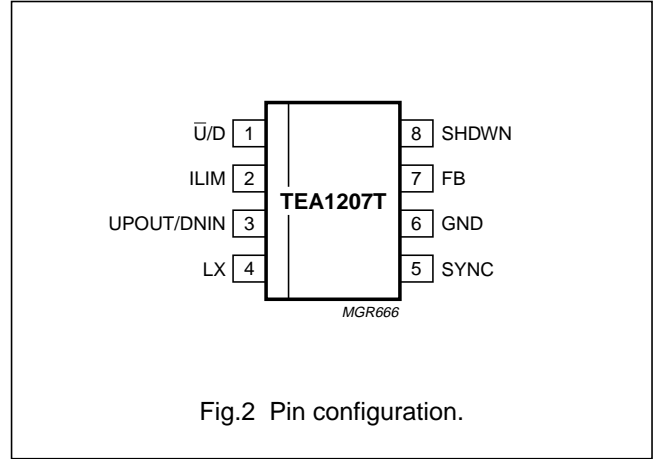 U̅/D 1
ILIM 2
UPOUT/DNIN 3
LX 4
TEA1207T
8 SHDWN
7 FB
6 GND
5 SYNC
MGR666
Fig.2 Pin configuration.